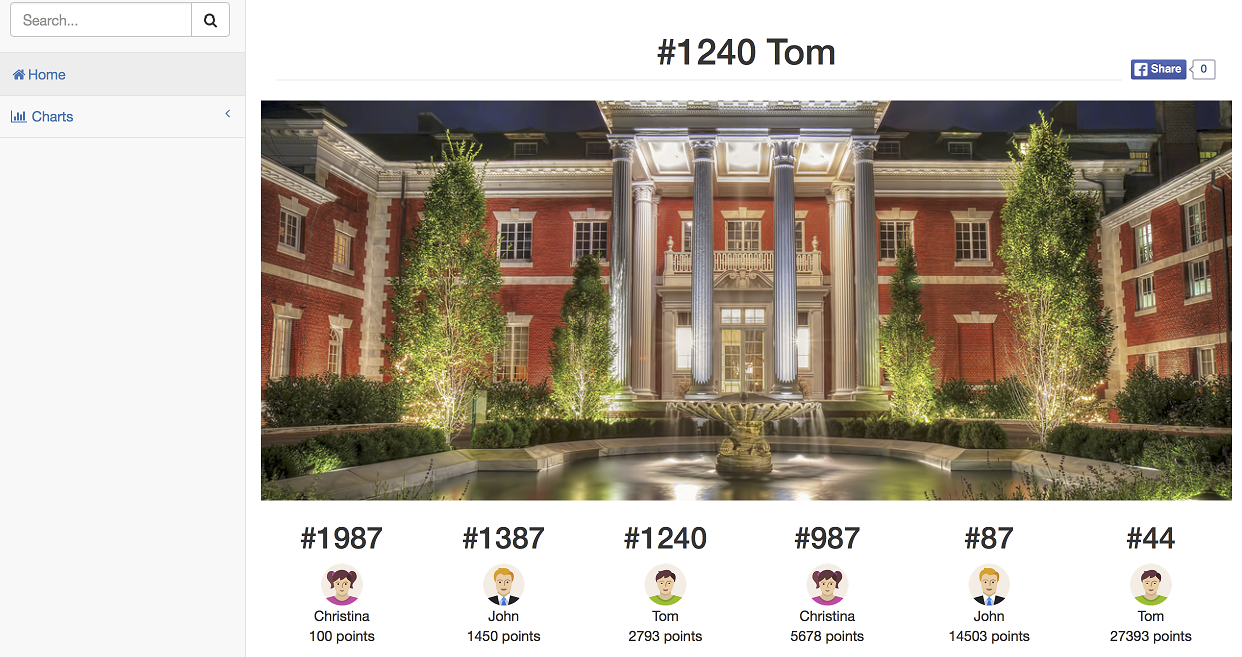 Search...
#1240 Tom
Share 0
Home
Charts
#1987 #1387 #1240 #987 #87 #44
Christina John Tom Christina John Tom
100 points 1450 points 2793 points 5678 points 14503 points 27393 points